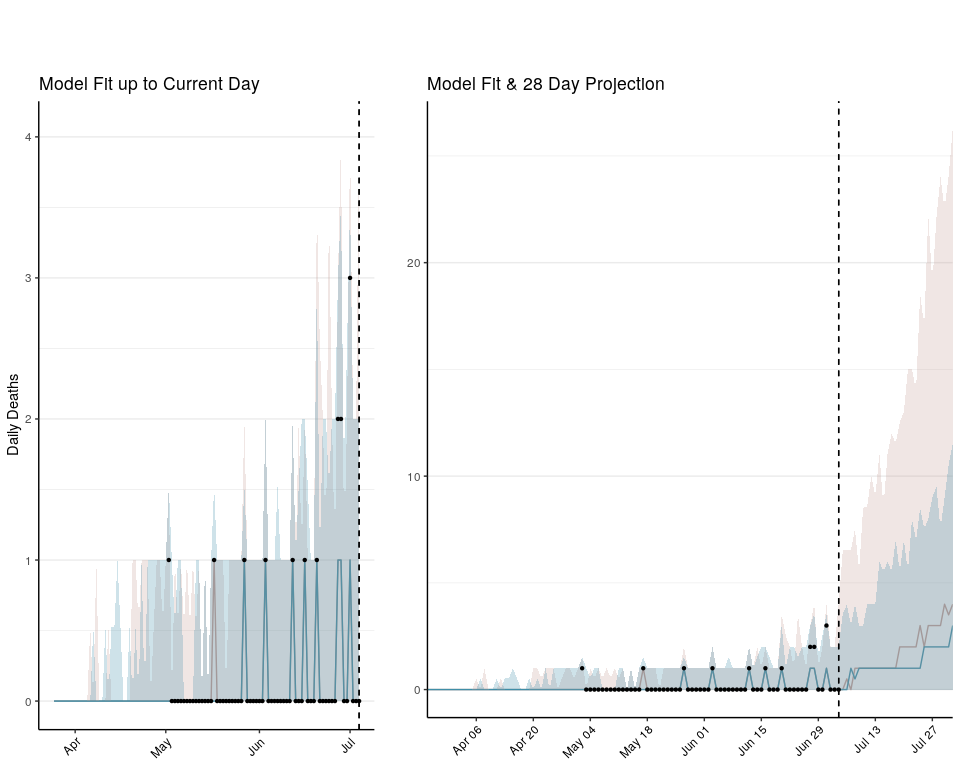 Model Fit up to Current Day
Daily Deaths
4
3
2
1
0
Apr
May
Jun
Jul
Model Fit & 28 Day Projection
20
10
0
Apr 06
Apr 20
May 04
May 18
Jun 01
Jun 15
Jun 29
Jul 13
Jul 27